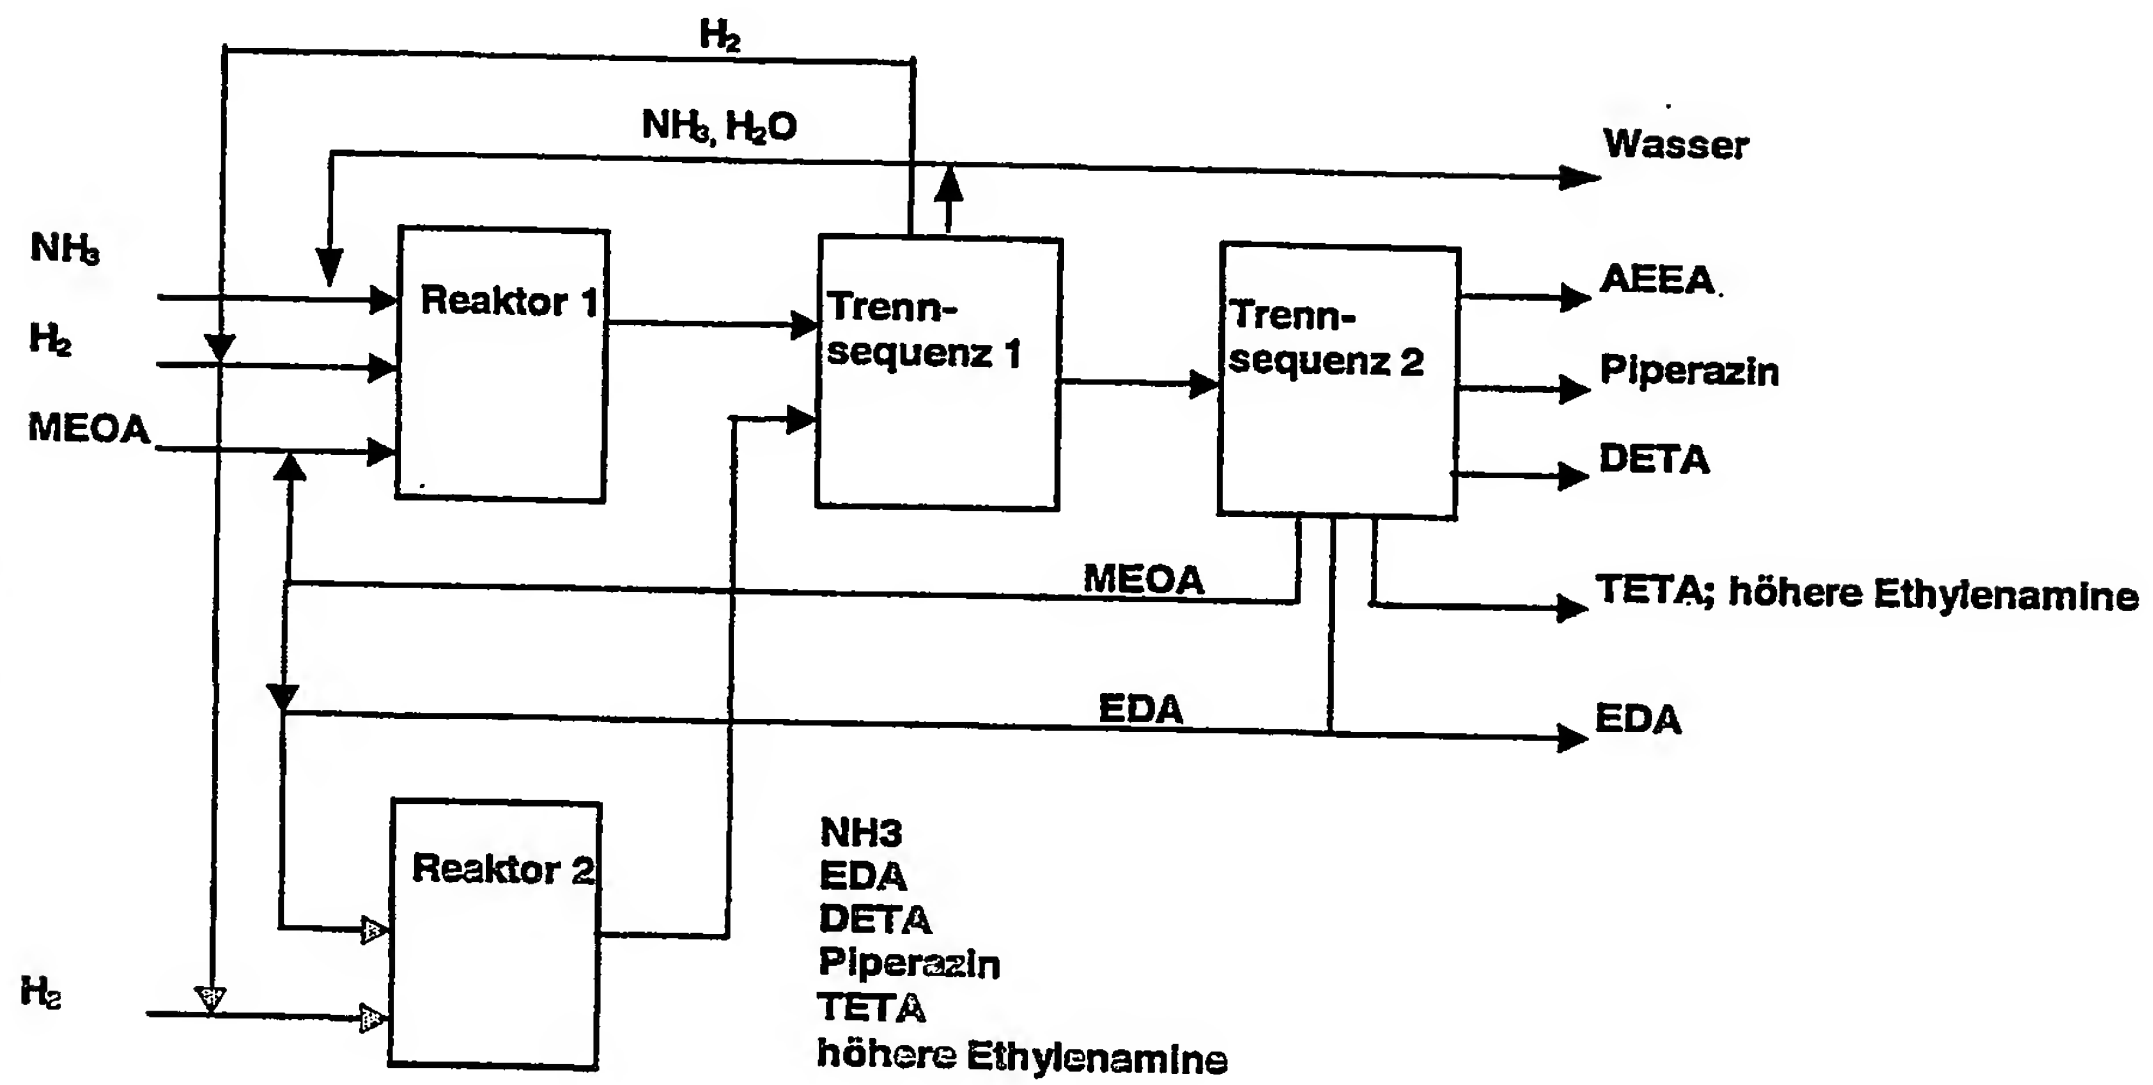 H₂
NH₃, H₂O
Wasser
NH₃
H₂
MEOA
Reaktor 1
Trenn-
sequenz 1
Trenn-
sequenz 2
AEEA
Piperazin
DETA
MEOA
TETA; höhere Ethylenamine
EDA
EDA
Reaktor 2
H₂
NH3
EDA
DETA
Piperazin
TETA
höhere Ethylenamine